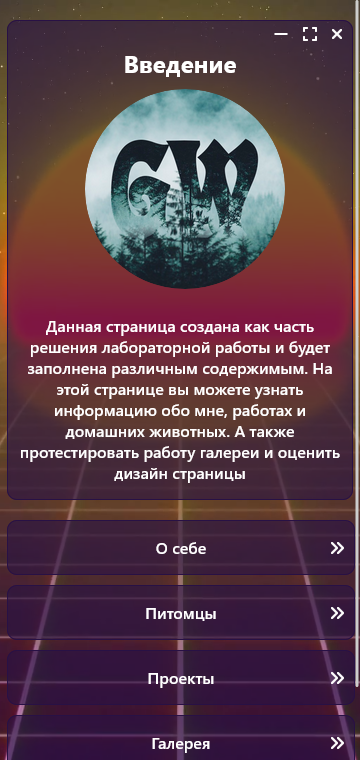 Введение
GW
Данная страница создана как часть
решения лабораторной работы и будет
заполнена различным содержимым. На
этой странице вы можете узнать
информацию обо мне, работах и
домашних животных. А также
протестировать работу галереи и оценить
дизайн страницы
О себе
Питомцы
Проекты
Галерея